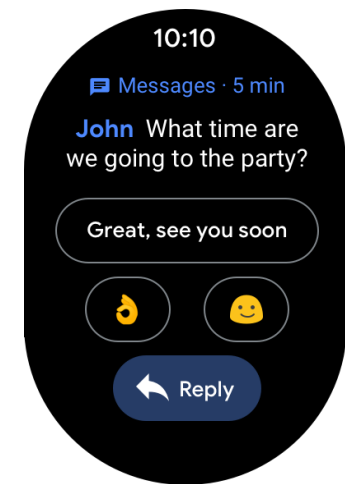 10:10
Messages · 5 min
John What time are
we going to the party?
Great, see you soon
👌 🙂
Reply